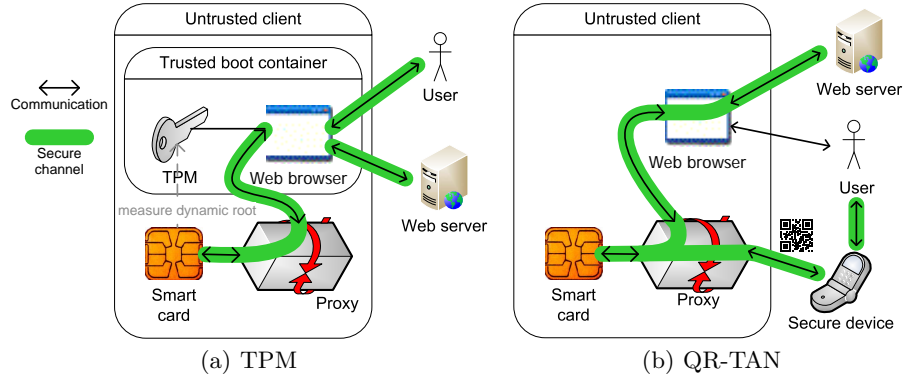 Untrusted client
Trusted boot container
Communication
Secure
channel
TPM
Web browser
User
Web server
measure dynamic root
Smart
card
Proxy
(a) TPM
Untrusted client
Web server
Web browser
User
Smart
card
Proxy
Secure device
(b) QR-TAN